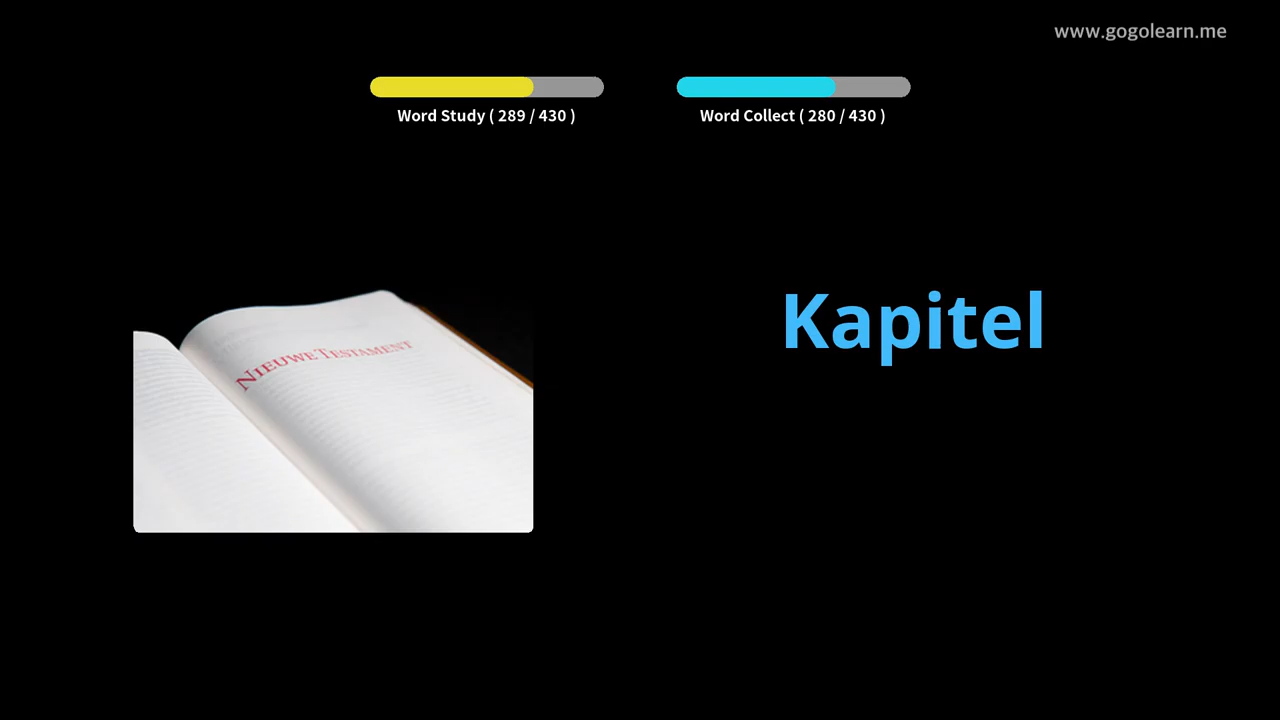 www.gogolearn.me
Word Study ( 289 / 430 )
Word Collect ( 280 / 430 )
NIEUWE TESTAMENT
Kapitel